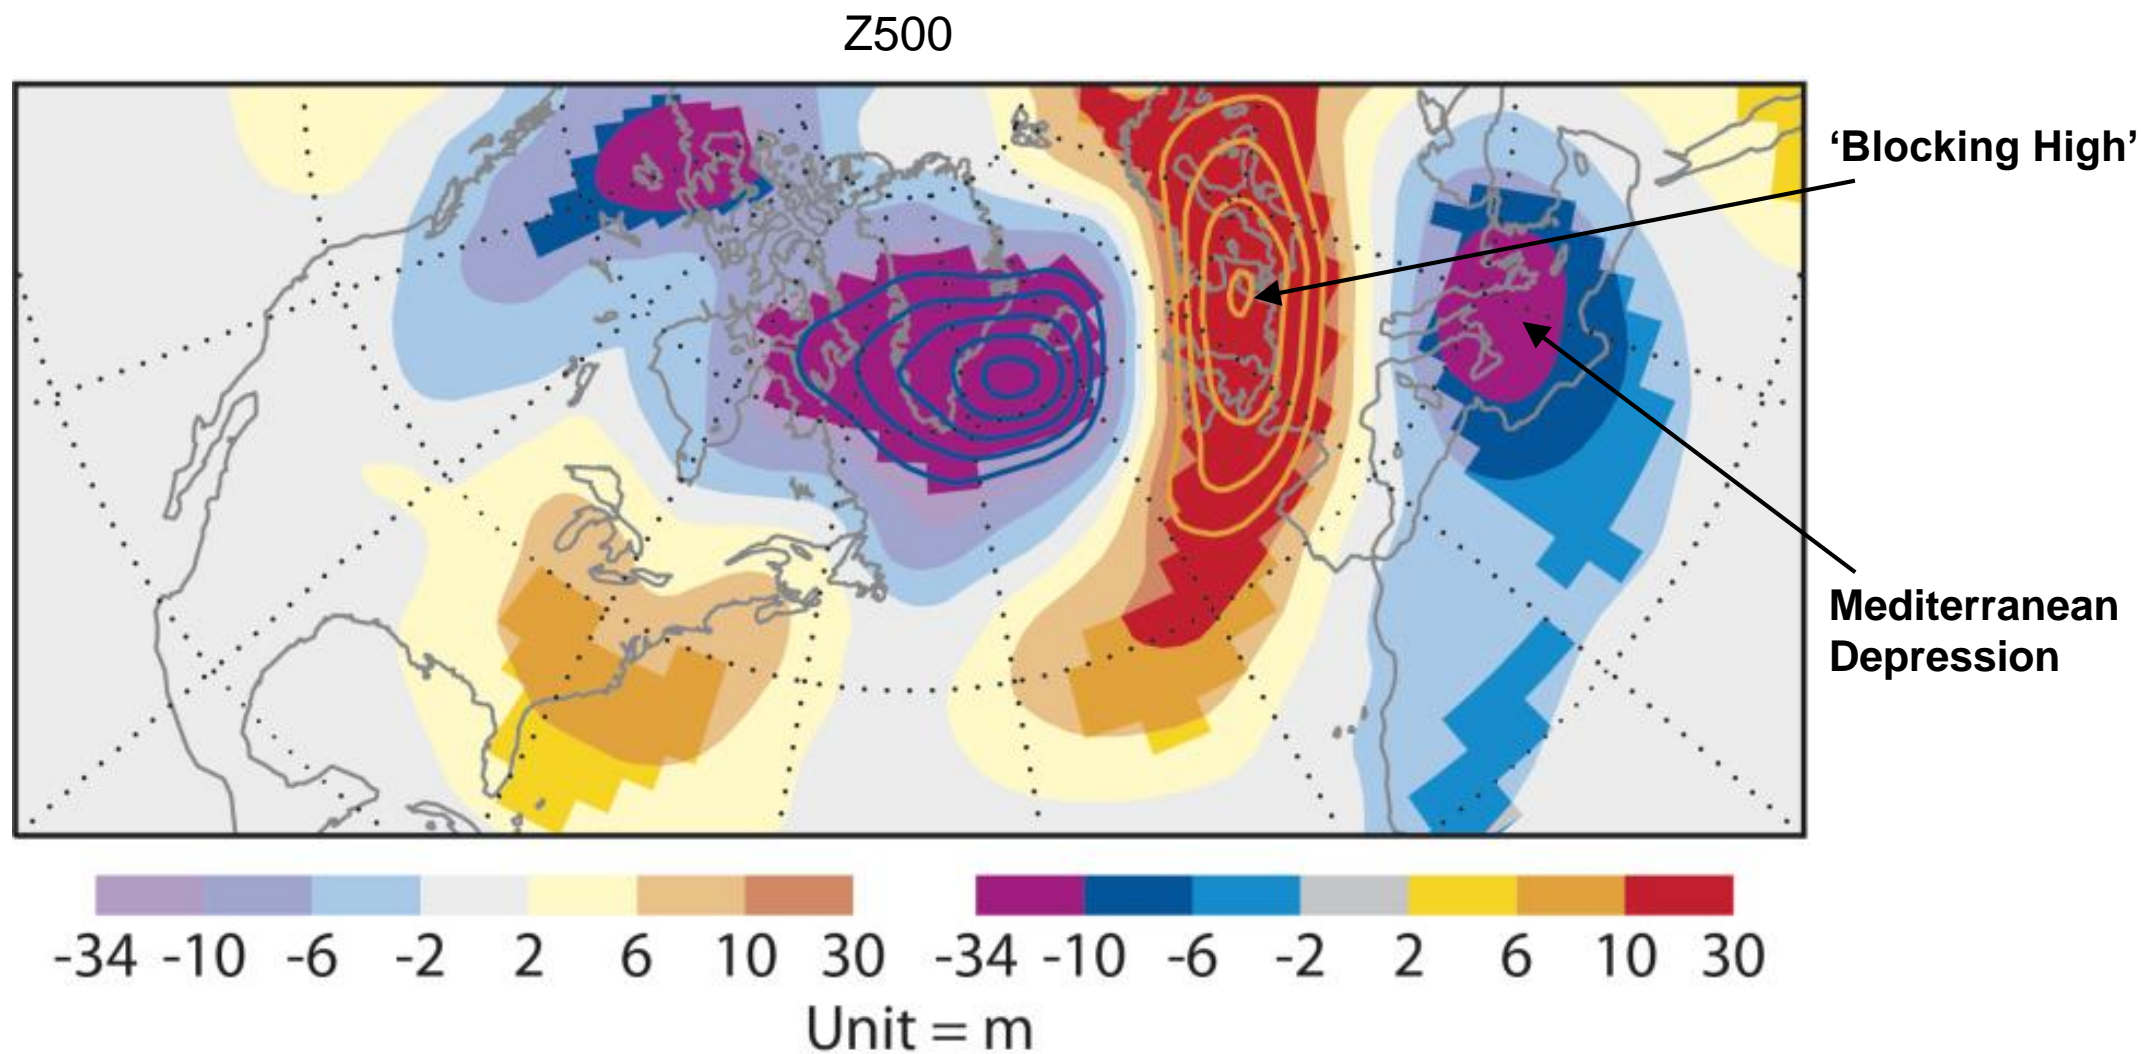 Z500
‘Blocking High’
Mediterranean
Depression
-34 -10 -6 -2 2 6 10 30 -34 -10 -6 -2 2 6 10 30
Unit = m